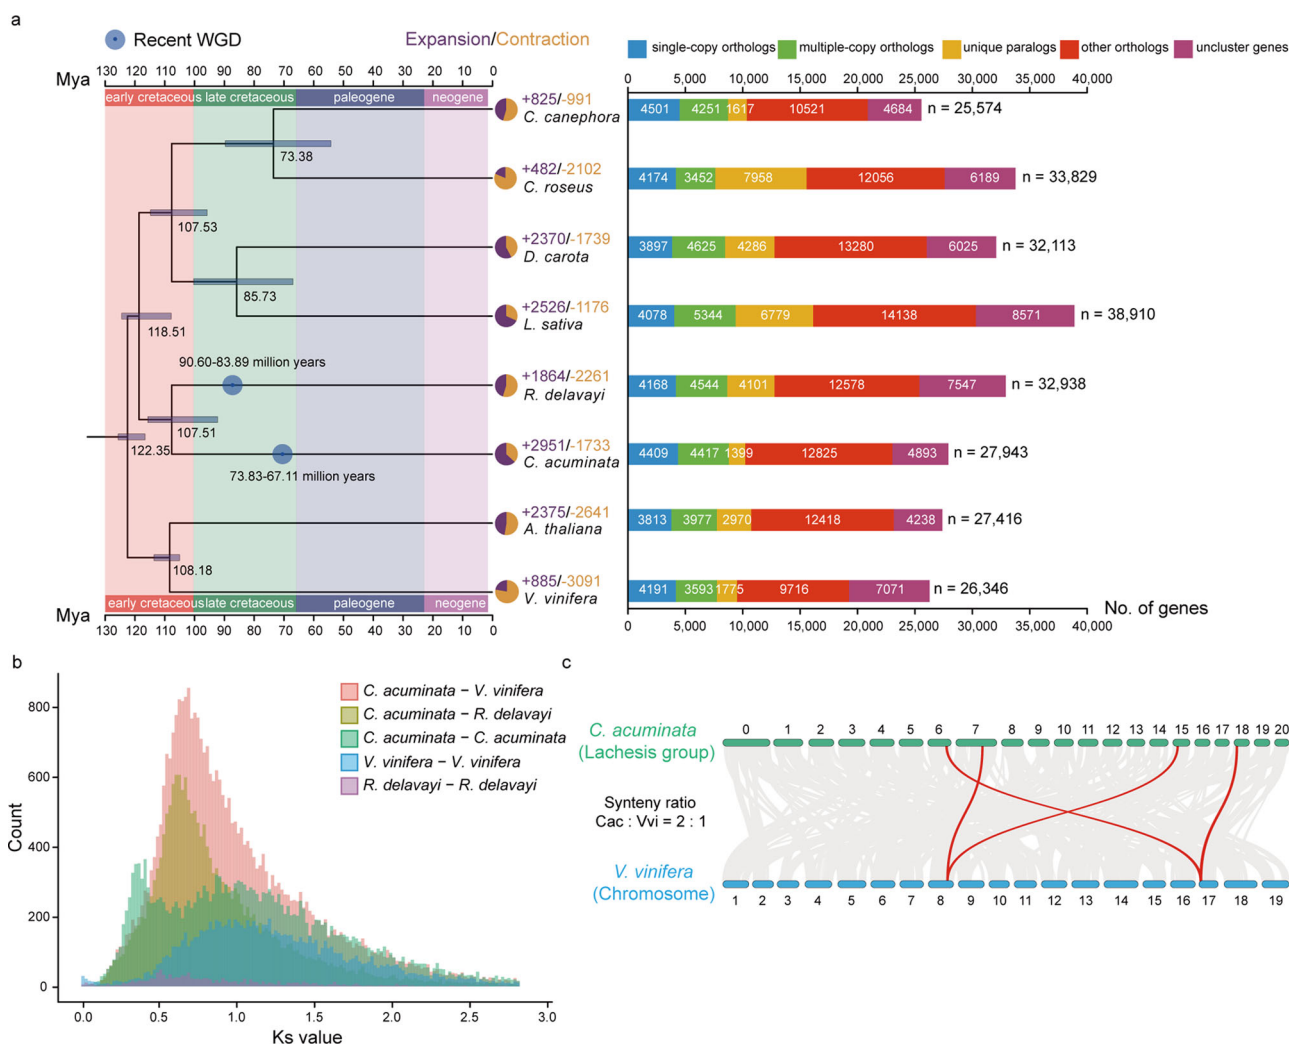 a
Recent WGD
Expansion/Contraction
Mya 130 120 110 100 90 80 70 60 50 40 30 20 10 0
early cretaceous late cretaceous paleogene neogene
+825/-991
C. canephora
73.38
+482/-2102
C. roseus
107.53
+2370/-1739
D. carota
85.73
+2526/-1176
L. sativa
118.51
90.60-83.89 million years
+1864/-2261
R. delavayi
107.51
122.35
+2951/-1733
C. acuminata
73.83-67.11 million years
+2375/-2641
A. thaliana
108.18
+885/-3091
V. vinifera
early cretaceous late cretaceous paleogene neogene
Mya
130 120 110 100 90 80 70 60 50 40 30 20 10 0
single-copy orthologs multiple-copy orthologs unique paralogs other orthologs uncluster genes
0 5,000 10,000 15,000 20,000 25,000 30,000 35,000 40,000
4501 4251 1617 10521 4684 n = 25,574
4174 3452 7958 12056 6189 n = 33,829
3897 4625 4286 13280 6025 n = 32,113
4078 5344 6779 14138 8571 n = 38,910
4168 4544 4101 12578 7547 n = 32,938
4409 4417 1399 12825 4893 n = 27,943
3813 3977 2970 12418 4238 n = 27,416
4191 3593 1775 9716 7071 n = 26,346
No. of genes
0 5,000 10,000 15,000 20,000 25,000 30,000 35,000 40,000
b
C. acuminata − V. vinifera
C. acuminata − R. delavayi
C. acuminata − C. acuminata
V. vinifera − V. vinifera
R. delavayi − R. delavayi
Count
800
600
400
200
0
0.0 0.5 1.0 1.5 2.0 2.5 3.0
Ks value
c
0 1 2 3 4 5 6 7 8 9 10 11 12 13 14 15 16 17 18 19 20
C. acuminata
(Lachesis group)
Synteny ratio
Cac : Vvi = 2 : 1
V. vinifera
(Chromosome)
1 2 3 4 5 6 7 8 9 10 11 12 13 14 15 16 17 18 19